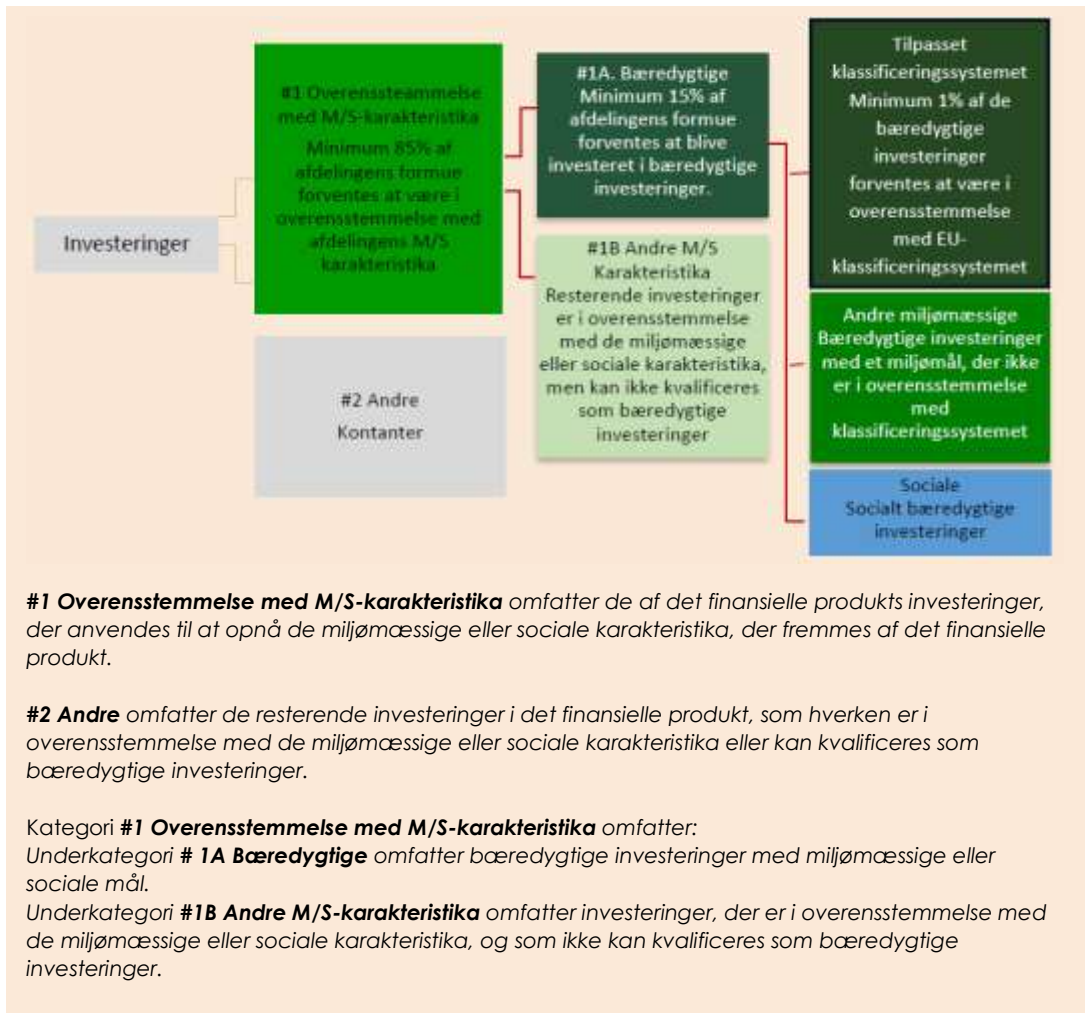 Investeringer
#1 Overenssteammelse
med M/S-karakteristika
Minimum 85% af
afdelingens formue
forventes at være i
overensstemmelse med
afdelingens M/S
karakteristika
#2 Andre
Kontanter
#1A. Bæredygtige
Minimum 15% af
afdelingens formue
forventes at blive
investeret i bæredygtige
investeringer.
#1B Andre M/S
Karakteristika
Resterende investeringer
er i overensstemmelse
med de miljømæssige
eller sociale karakteristika,
men kan ikke kvalificeres
som bæredygtige
investeringer
Tilpasset
klassificeringssystemet
Minimum 1% af de
bæredygtige
investeringer
forventes at være i
overensstemmelse
med EU-
klassificeringssystemet
Andre miljømæssige
Bæredygtige investeringer
med et miljømål, der ikke
er i overensstemmelse
med
klassificeringssystemet
Sociale
Socialt bæredygtige
investeringer
#1 Overensstemmelse med M/S-karakteristika omfatter de af det finansielle produkts investeringer,
der anvendes til at opnå de miljømæssige eller sociale karakteristika, der fremmes af det finansielle
produkt.
#2 Andre omfatter de resterende investeringer i det finansielle produkt, som hverken er i
overensstemmelse med de miljømæssige eller sociale karakteristika eller kan kvalificeres som
bæredygtige investeringer.
Kategori #1 Overensstemmelse med M/S-karakteristika omfatter:
Underkategori # 1A Bæredygtige omfatter bæredygtige investeringer med miljømæssige eller
sociale mål.
Underkategori #1B Andre M/S-karakteristika omfatter investeringer, der er i overensstemmelse med
de miljømæssige eller sociale karakteristika, og som ikke kan kvalificeres som bæredygtige
investeringer.